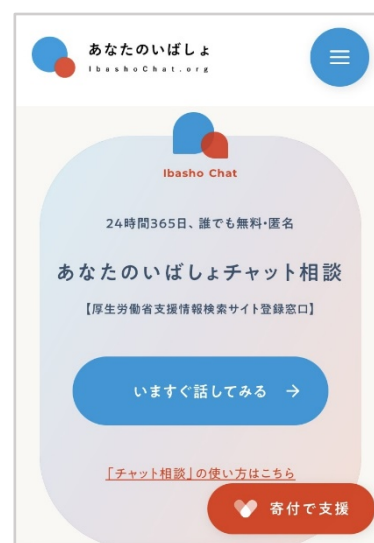 あなたのいばしょ
IbashoChat.org
Ibasho Chat
24時間365日、誰でも無料・匿名
あなたのいばしょチャット相談
【厚生労働省支援情報検索サイト登録窓口】
いますぐ話してみる →
「チャット相談」の使い方はこちら
寄付で支援